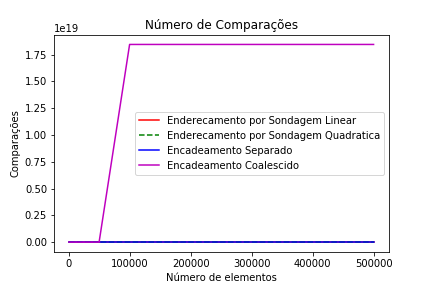 Número de Comparações
1e19
1.75
1.50
1.25
1.00
0.75
0.50
0.25
0.00
Comparações
Enderecamento por Sondagem Linear
Enderecamento por Sondagem Quadratica
Encadeamento Separado
Encadeamento Coalescido
0 100000 200000 300000 400000 500000
Número de elementos